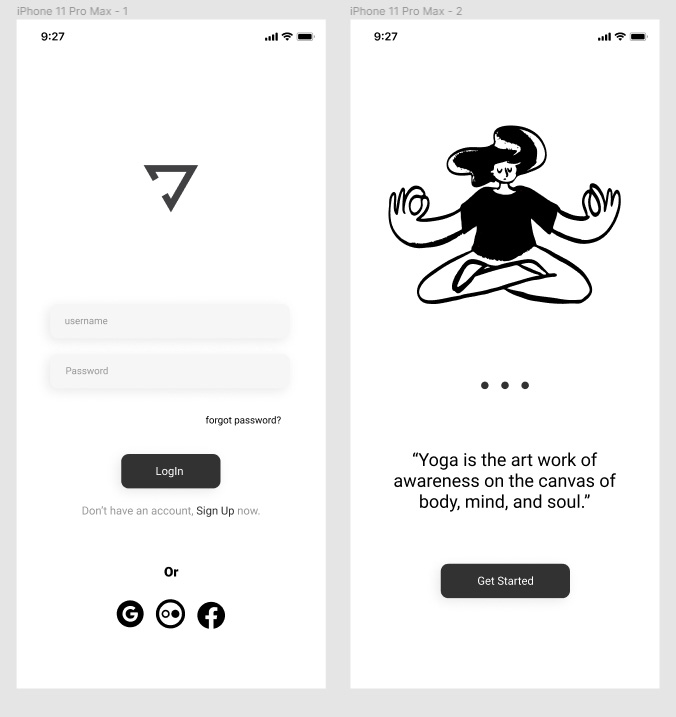 iPhone 11 Pro Max - 1
9:27
username
Password
forgot password?
LogIn
Don't have an account, Sign Up now.
Or
G
f
iPhone 11 Pro Max - 2
9:27
“Yoga is the art work of
awareness on the canvas of
body, mind, and soul.”
Get Started